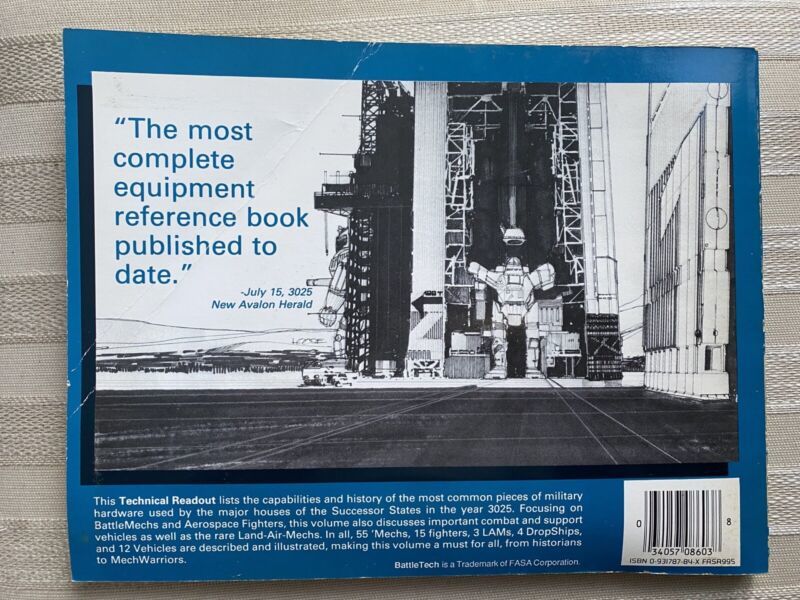 “The most
complete
equipment
reference book
published to
date.”
-July 15, 3025
New Avalon Herald
This Technical Readout lists the capabilities and history of the most common pieces of military
hardware used by the major houses of the Successor States in the year 3025. Focusing on
BattleMechs and Aerospace Fighters, this volume also discusses important combat and support
vehicles as well as the rare Land-Air-Mechs. In all, 55 'Mechs, 15 fighters, 3 LAMs, 4 DropShips,
and 12 Vehicles are described and illustrated, making this volume a must for all, from historians
to MechWarriors.
BattleTech is a Trademark of FASA Corporation.
0 8
34057 08603
ISBN 0-931787-84-X FASA995